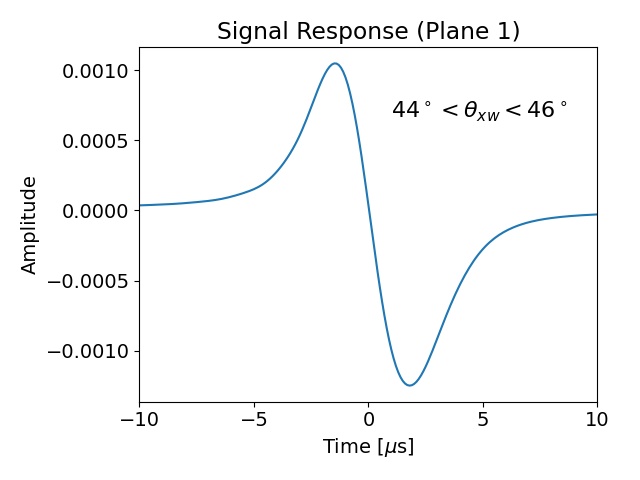 Signal Response (Plane 1)
0.0010
0.0005
0.0000
−0.0005
−0.0010
Amplitude
44° < θxw < 46°
−10 −5 0 5 10
Time [μs]